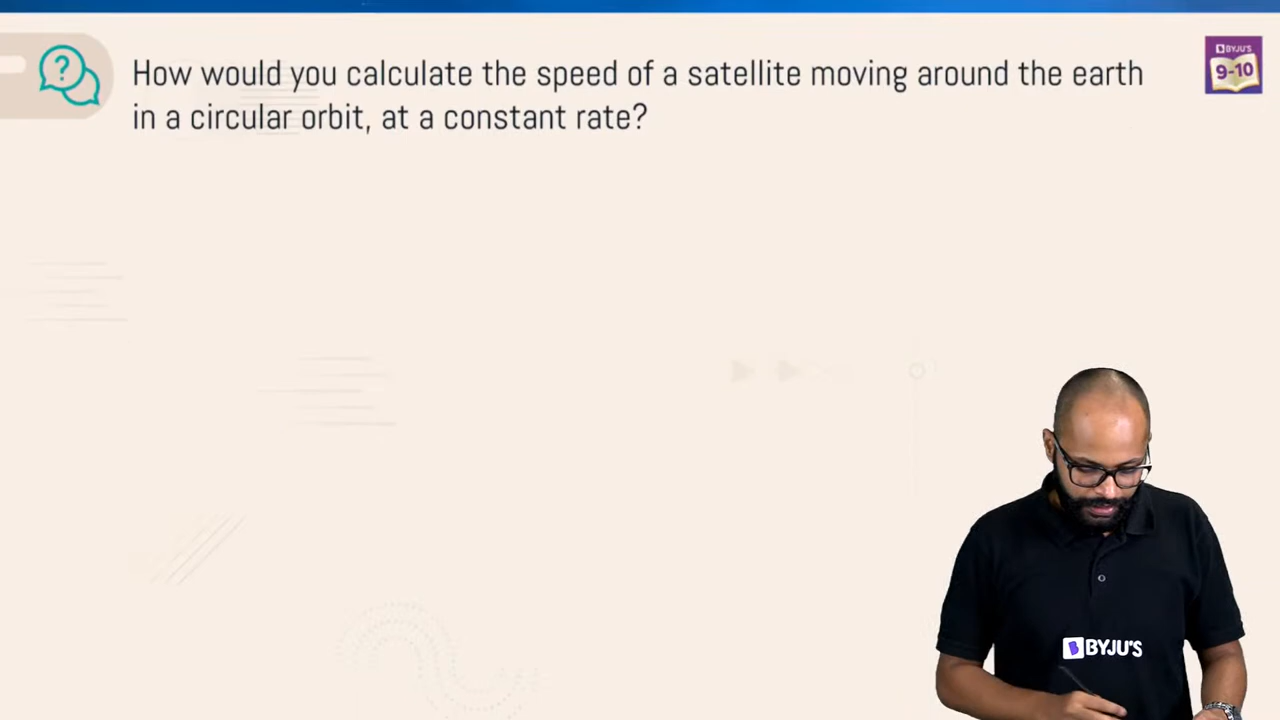 How would you calculate the speed of a satellite moving around the earth
in a circular orbit, at a constant rate?
BYJU'S
9-10
BYJU'S